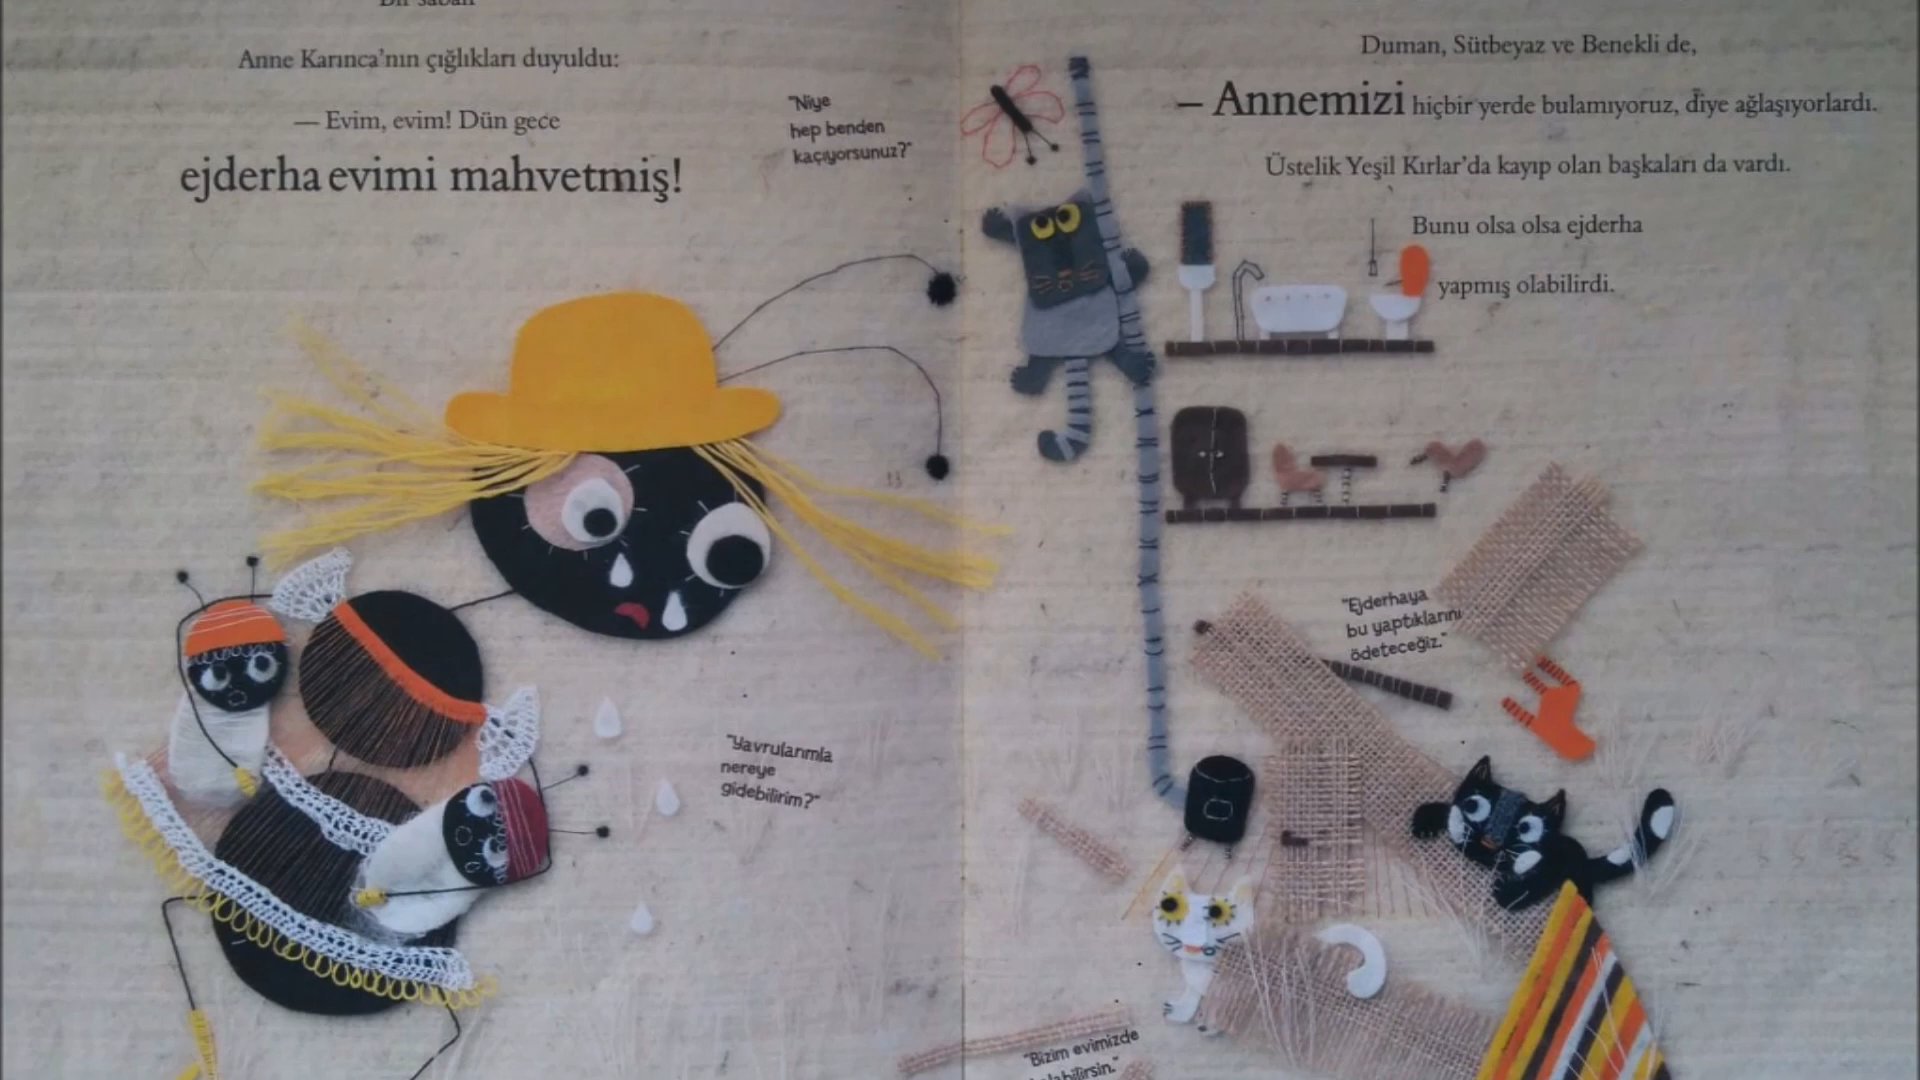 Bir sabah
Anne Karınca'nın çığlıkları duyuldu:
— Evim, evim! Dün gece
ejderha evimi mahvetmiş!
"Niye
hep benden
kaçıyorsunuz?"
"Yavrularımla
nereye
gidebilirim?"
Duman, Sütbeyaz ve Benekli de,
— Annemizi hiçbir yerde bulamıyoruz, diye ağlaşıyorlardı.
Üstelik Yeşil Kırlar'da kayıp olan başkaları da vardı.
Bunu olsa olsa ejderha
yapmış olabilirdi.
"Ejderhaya
bu yaptıklarını
ödeteceğiz."
"Bizim evimizde